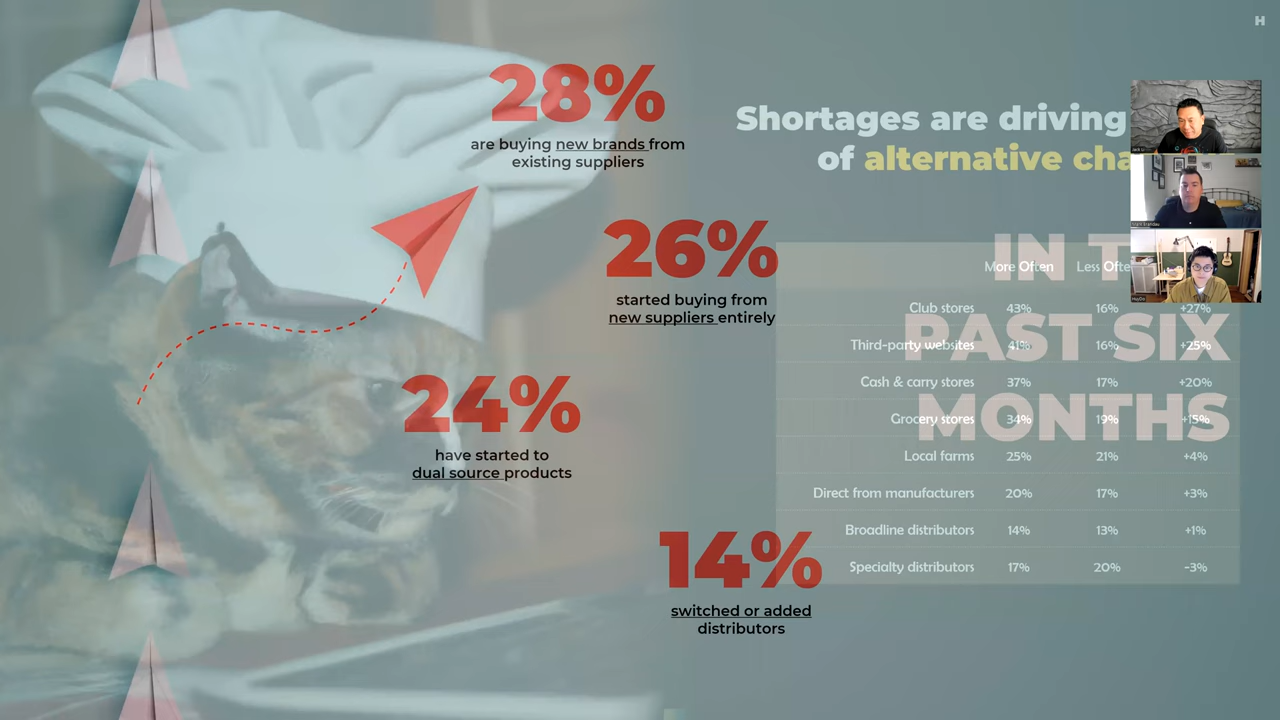 H
28%
are buying new brands from
existing suppliers
26%
started buying from
new suppliers entirely
24%
have started to
dual source products
14%
switched or added
distributors
Shortages are driving
of alternative
IN
PAST SIX
MONTHS
More Often Less
Club stores 43% 16% +27%
Third-party websites 41% 16% +25%
Cash & carry stores 37% 17% +20%
Grocery stores 34% 19% +15%
Local farms 25% 21% +4%
Direct from manufacturers 20% 17% +3%
Broadline distributors 14% 13% +1%
Specialty distributors 17% 20% -3%